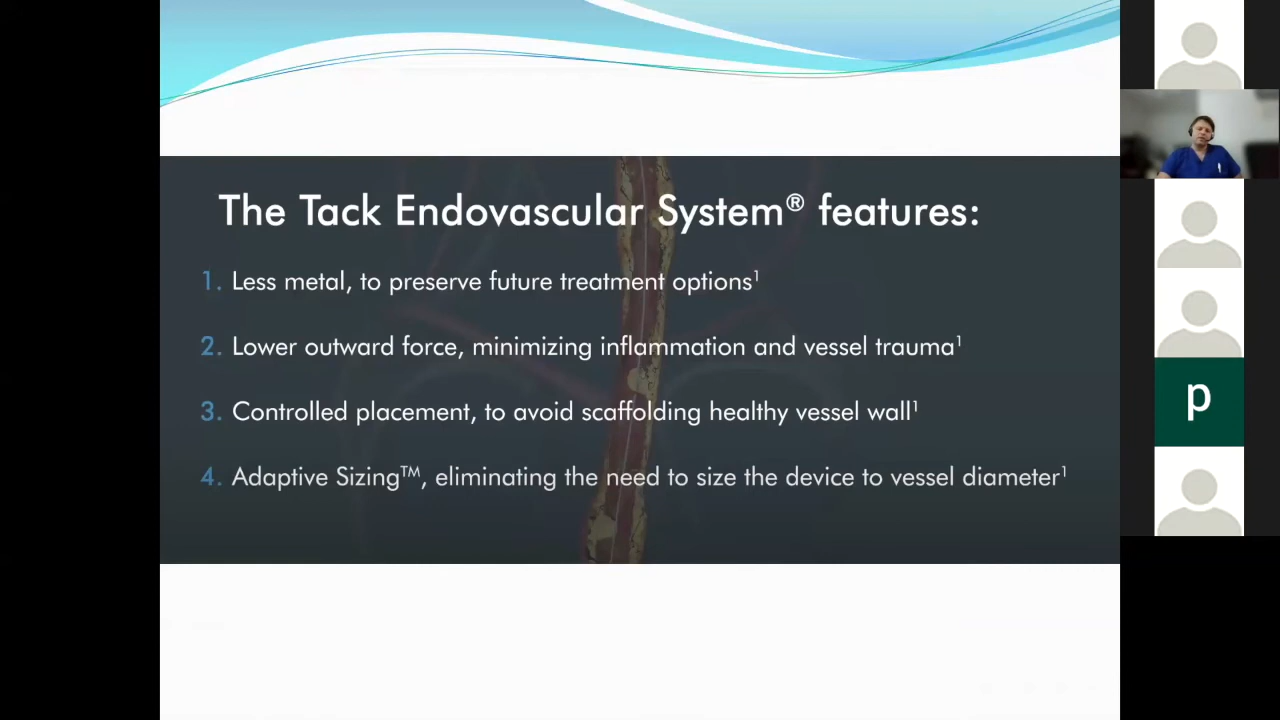 The Tack Endovascular System® features:
1. Less metal, to preserve future treatment options¹
2. Lower outward force, minimizing inflammation and vessel trauma¹
3. Controlled placement, to avoid scaffolding healthy vessel wall¹
4. Adaptive Sizing™, eliminating the need to size the device to vessel diameter¹
p